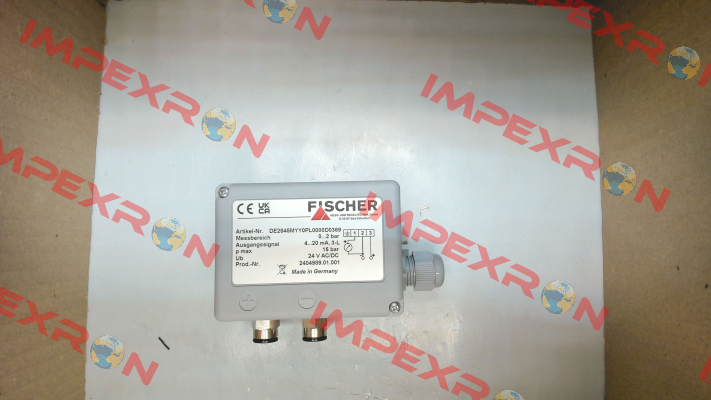 CE UK CA
FISCHER
Artikel-Nr. DE2845MYY0PL0000D0369
Messbereich 0...2 bar
Ausgangssignal 4...20 mA, 3-L
p max 16 bar
Ub 24 V AC/DC
Prod.-Nr. 2404989.01.001
Made in Germany
0 1 2 3
+ −
IMPEXRON
IMPEXRON
IMPEXRON
IMPEXRON
IMPEXRON
IMPEXRON